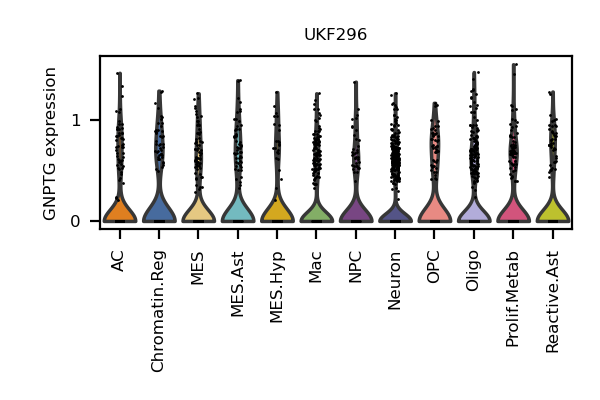 UKF296
GNPTG expression
1
0
AC
Chromatin.Reg
MES
MES.Ast
MES.Hyp
Mac
NPC
Neuron
OPC
Oligo
Prolif.Metab
Reactive.Ast